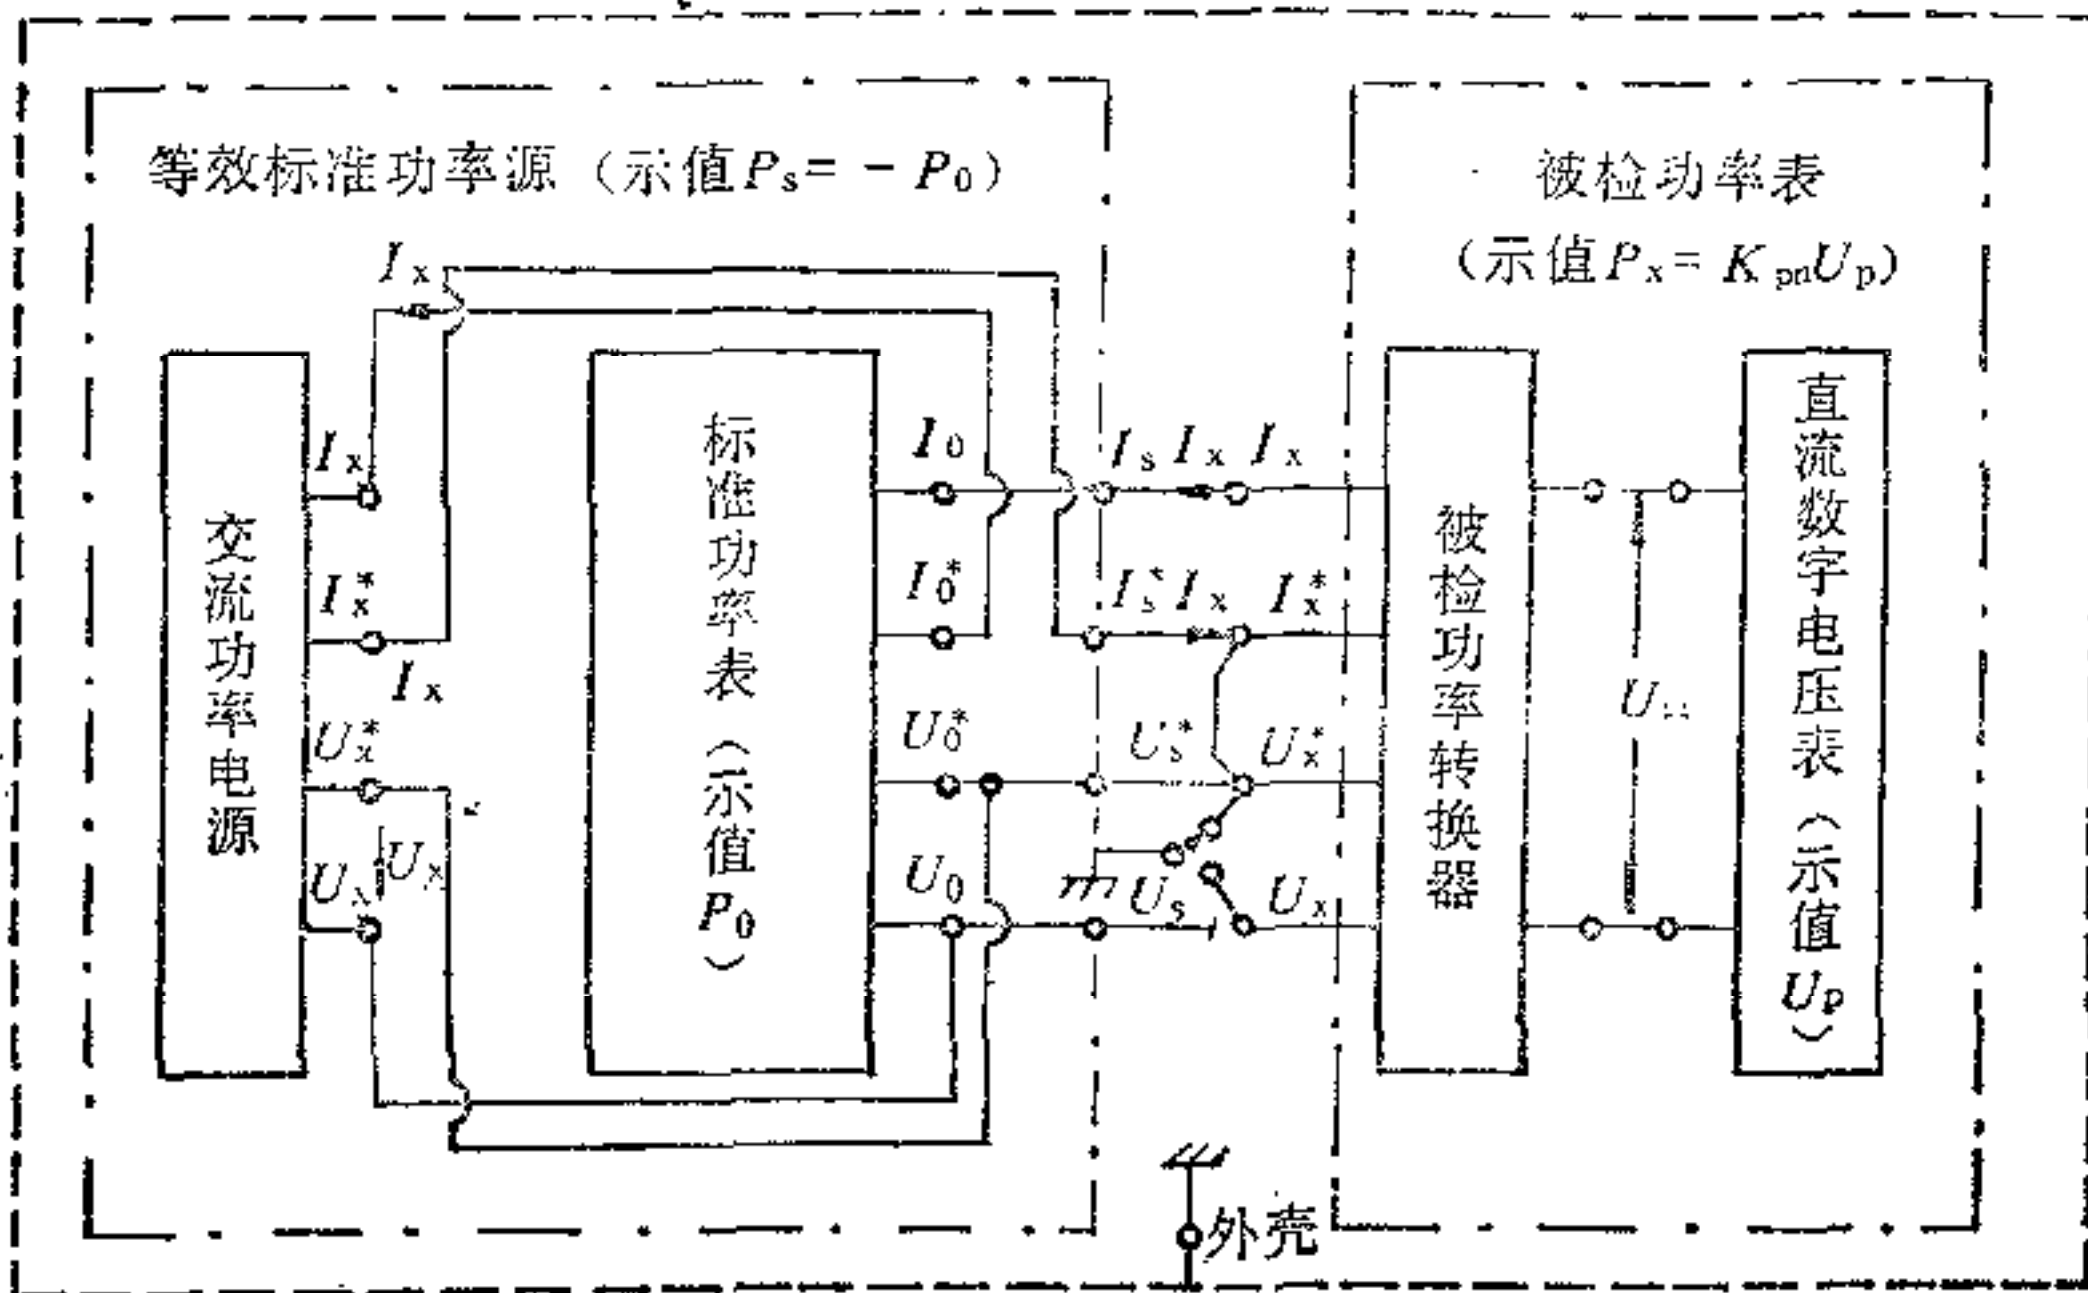 等效标准功率源（示值Ps= − P0）
被检功率表
（示值Px= KpnUp）
Ix
交流功率电源
Ix
Ix*
Ix
Ux*
Ux
Ux
标准功率表（示值P0）
I0
I0*
U0*
U0
Is Ix Ix
Is* Ix Ix*
Us* Ux*
Us Ux
被检功率转换器
直流数字电压表（示值UP）
外壳